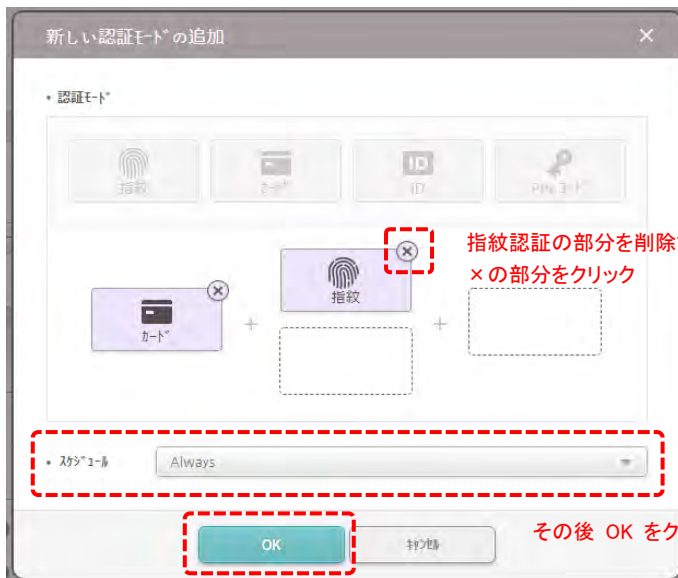 新しい認証ﾓｰﾄﾞの追加
• 認証ﾓｰﾄﾞ
指紋
ｶｰﾄﾞ
ID
ID
PIN ｺｰﾄﾞ
指紋認証の部分を削除
×の部分をクリック
指紋
ｶｰﾄﾞ
+
+
• ｽｹｼﾞｭｰﾙ
Always
OK
ｷｬﾝｾﾙ
その後 OK をク